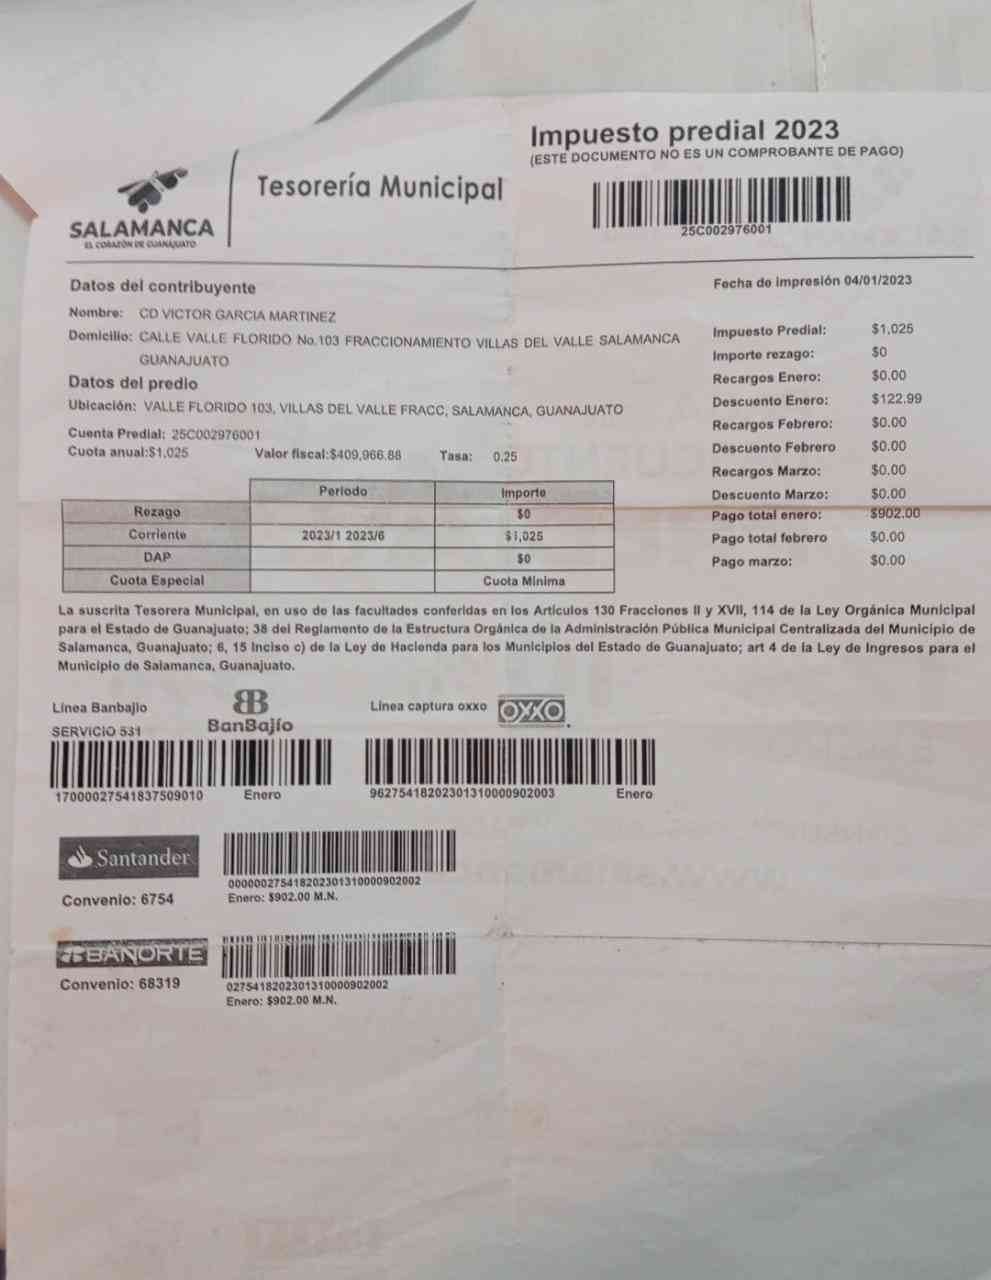 Impuesto predial 2023
(ESTE DOCUMENTO NO ES UN COMPROBANTE DE PAGO)
Tesorería Municipal
SALAMANCA
EL CORAZÓN DE GUANAJUATO
25C002976001
Datos del contribuyente
Fecha de impresión 04/01/2023
Nombre: CD VICTOR GARCIA MARTINEZ
Domicilio: CALLE VALLE FLORIDO No.103 FRACCIONAMIENTO VILLAS DEL VALLE SALAMANCA
GUANAJUATO
Datos del predio
Ubicación: VALLE FLORIDO 103, VILLAS DEL VALLE FRACC, SALAMANCA, GUANAJUATO
Cuenta Predial: 25C002976001
Cuota anual:$1,025 Valor fiscal:$409,966.88 Tasa: 0.25
Impuesto Predial: $1,025
Importe rezago: $0
Recargos Enero: $0.00
Descuento Enero: $122.99
Recargos Febrero: $0.00
Descuento Febrero $0.00
Recargos Marzo: $0.00
Descuento Marzo: $0.00
Pago total enero: $902.00
Pago total febrero $0.00
Pago marzo: $0.00
Periodo Importe
Rezago $0
Corriente 2023/1 2023/6 $1,025
DAP $0
Cuota Especial Cuota Minima
La suscrita Tesorera Municipal, en uso de las facultades conferidas en los Artículos 130 Fracciones II y XVII, 114 de la Ley Orgánica Municipal
para el Estado de Guanajuato; 38 del Reglamento de la Estructura Orgánica de la Administración Pública Municipal Centralizada del Municipio de
Salamanca, Guanajuato; 6, 15 Inciso c) de la Ley de Hacienda para los Municipios del Estado de Guanajuato; art 4 de la Ley de Ingresos para el
Municipio de Salamanca, Guanajuato.
Línea Banbajío
SERVICIO 531
BanBajío
Línea captura oxxo OXXO
17000027541837509010 Enero
96275418202301310000902003 Enero
Santander
Convenio: 6754
000000275418202301310000902002
Enero: $902.00 M.N.
BANORTE
Convenio: 68319
0275418202301310000902002
Enero: $902.00 M.N.